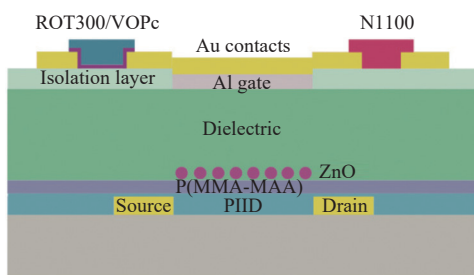 ROT300/VOPc
N1100
Au contacts
Isolation layer
Al gate
Dielectric
ZnO
P(MMA-MAA)
Source
PIID
Drain